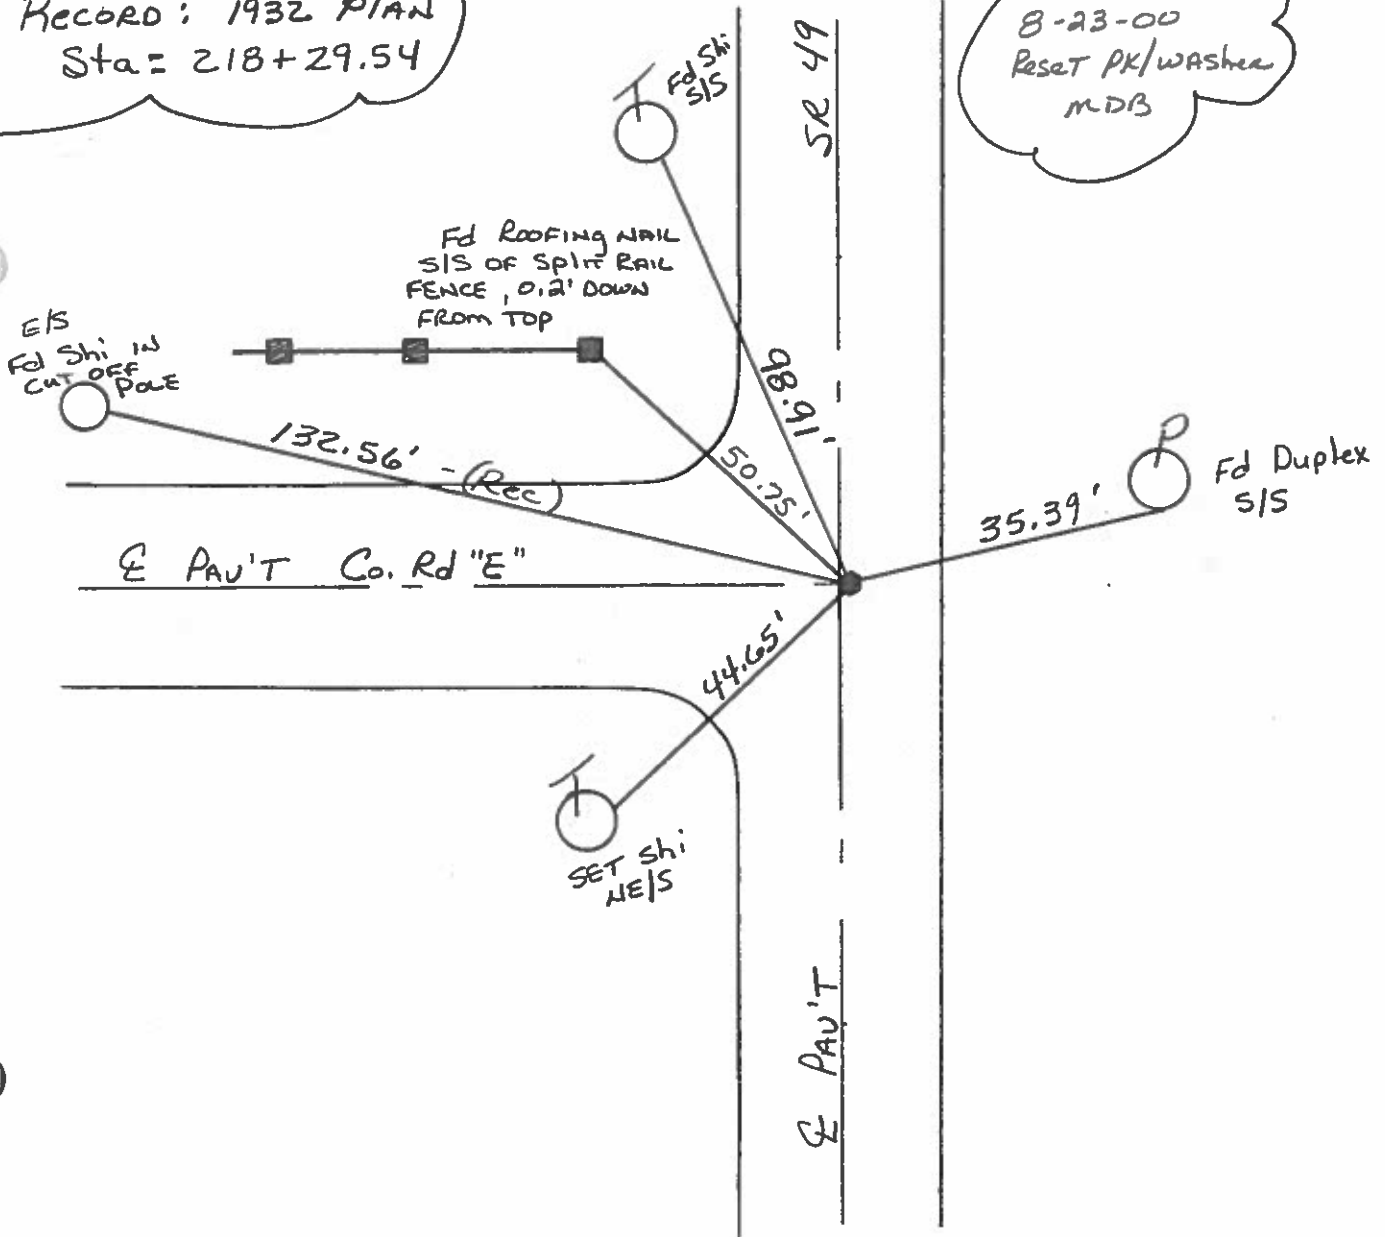 RECORD: 1932 PLAN
Sta = 218+29.54
8-23-00
Reset PK/Washer
MDB
SR 49
T
Fd Shi
S/S
Fd Roofing Nail
S/S OF Split Rail
FENCE, 0.2' DOWN
FROM TOP
E/S
Fd Shi IN
CUT OFF
POLE
98.91'
132.56' - (Rec)
50.75'
P
Fd Duplex
S/S
35.39'
℄ PAV'T Co. Rd "E"
44.65'
T
SET Shi
NE/S
℄ PAV'T